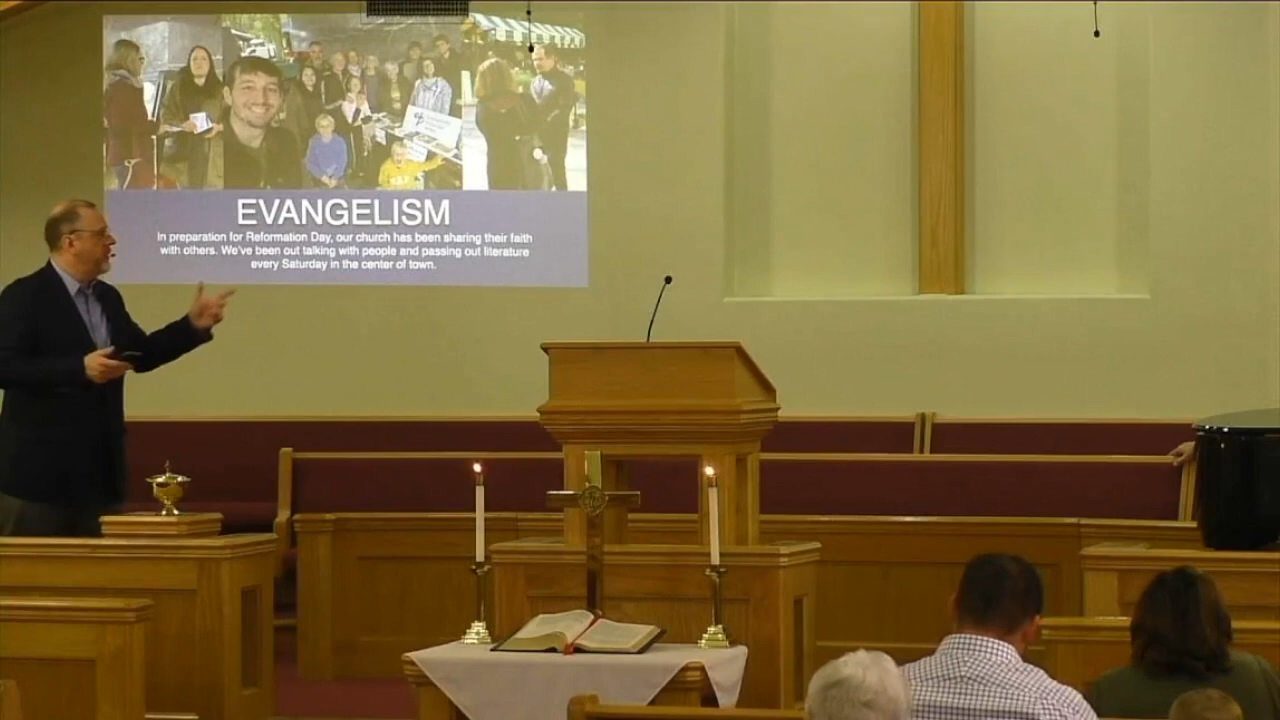 EVANGELISM
In preparation for Reformation Day, our church has been sharing their faith
with others. We've been out talking with people and passing out literature
every Saturday in the center of town.